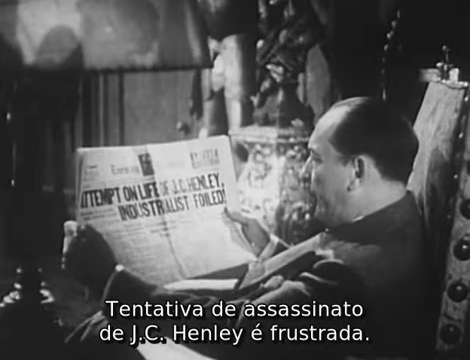 ATTEMPT ON LIFE OF J.C. HENLEY,
INDUSTRIALIST FOILED!
Tentativa de assassinato
de J.C. Henley é frustrada.